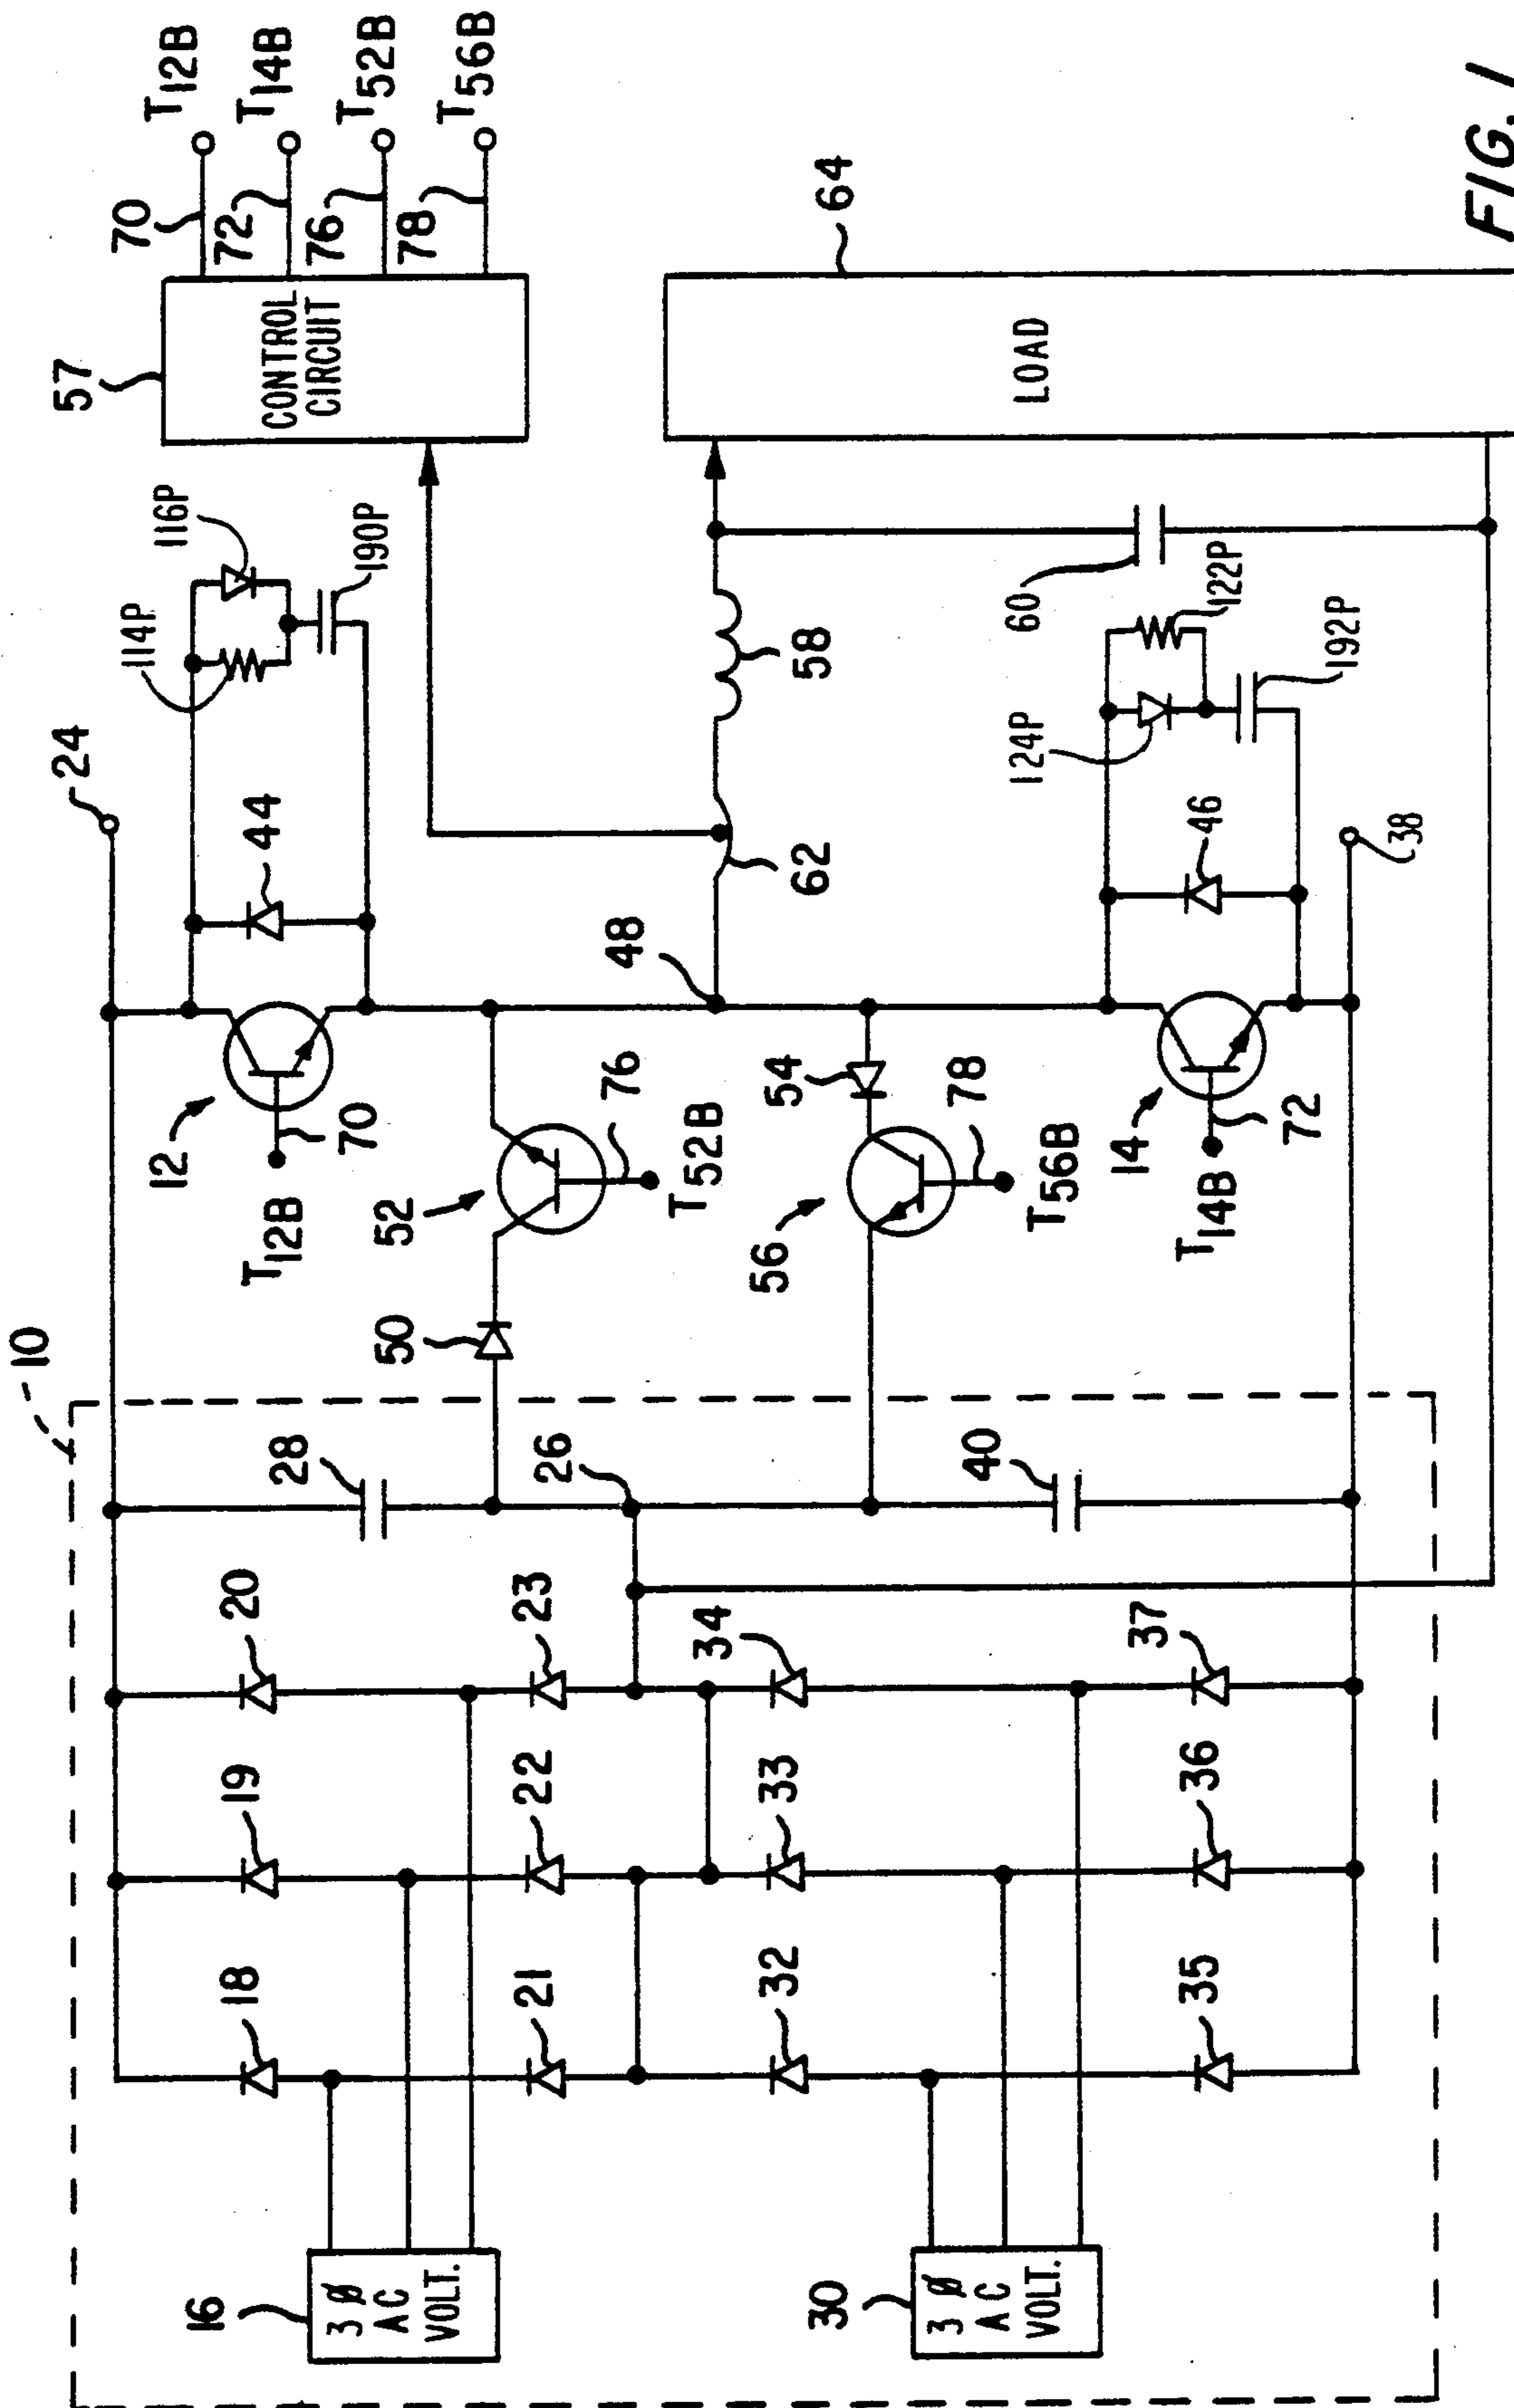 10
24
57
CONTROL
CIRCUIT
70
T12B
72
T14B
76
T52B
78
T56B
116P
114P
190P
44
12
70
T12B
28
50
52
76
T52B
48
62
58
64
LOAD
60
26
56
54
78
T56B
40
14
72
T14B
46
124P
122P
192P
38
20
23
34
37
19
22
33
36
18
21
32
35
16
3 Ø
AC
VOLT.
30
3 Ø
AC
VOLT.
FIG. 1